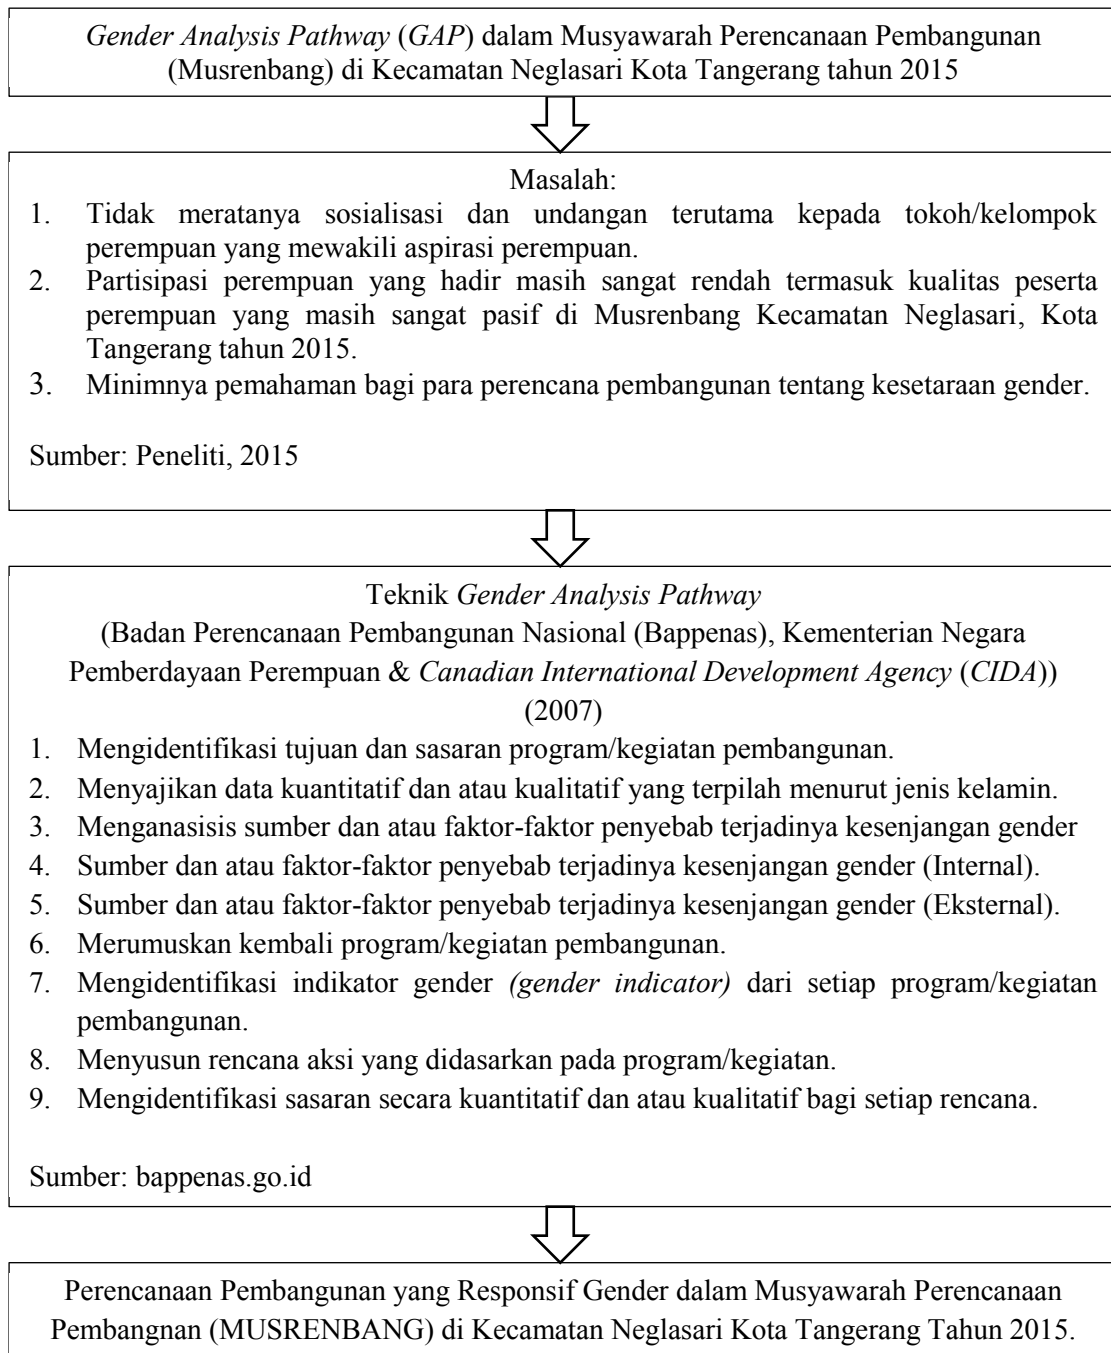 Gender Analysis Pathway (GAP) dalam Musyawarah Perencanaan Pembangunan
(Musrenbang) di Kecamatan Neglasari Kota Tangerang tahun 2015
Masalah:
1. Tidak meratanya sosialisasi dan undangan terutama kepada tokoh/kelompok
perempuan yang mewakili aspirasi perempuan.
2. Partisipasi perempuan yang hadir masih sangat rendah termasuk kualitas peserta
perempuan yang masih sangat pasif di Musrenbang Kecamatan Neglasari, Kota
Tangerang tahun 2015.
3. Minimnya pemahaman bagi para perencana pembangunan tentang kesetaraan gender.
Sumber: Peneliti, 2015
Teknik Gender Analysis Pathway
(Badan Perencanaan Pembangunan Nasional (Bappenas), Kementerian Negara
Pemberdayaan Perempuan & Canadian International Development Agency (CIDA))
(2007)
1. Mengidentifikasi tujuan dan sasaran program/kegiatan pembangunan.
2. Menyajikan data kuantitatif dan atau kualitatif yang terpilah menurut jenis kelamin.
3. Menganasisis sumber dan atau faktor-faktor penyebab terjadinya kesenjangan gender
4. Sumber dan atau faktor-faktor penyebab terjadinya kesenjangan gender (Internal).
5. Sumber dan atau faktor-faktor penyebab terjadinya kesenjangan gender (Eksternal).
6. Merumuskan kembali program/kegiatan pembangunan.
7. Mengidentifikasi indikator gender (gender indicator) dari setiap program/kegiatan
pembangunan.
8. Menyusun rencana aksi yang didasarkan pada program/kegiatan.
9. Mengidentifikasi sasaran secara kuantitatif dan atau kualitatif bagi setiap rencana.
Sumber: bappenas.go.id
Perencanaan Pembangunan yang Responsif Gender dalam Musyawarah Perencanaan
Pembangnan (MUSRENBANG) di Kecamatan Neglasari Kota Tangerang Tahun 2015.